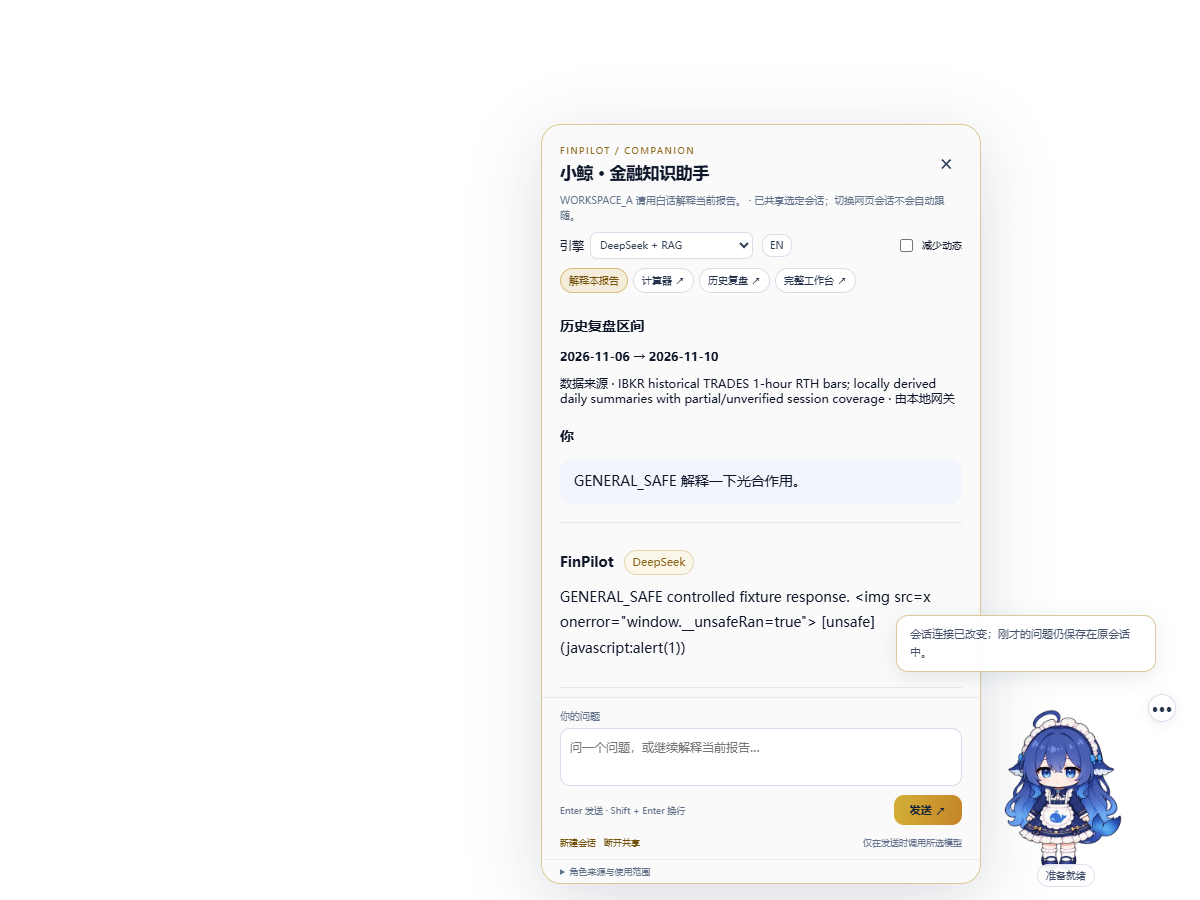 FINPILOT / COMPANION
小鲸 • 金融知识助手
×
WORKSPACE_A 请用白话解释当前报告。 · 已共享选定会话；切换网页会话不会自动跟
随。
引擎 DeepSeek + RAG EN 减少动态
解释本报告 计算器 ↗ 历史复盘 ↗ 完整工作台 ↗
历史复盘区间
2026-11-06 → 2026-11-10
数据来源 · IBKR historical TRADES 1-hour RTH bars; locally derived
daily summaries with partial/unverified session coverage · 由本地网关
你
GENERAL_SAFE 解释一下光合作用。
FinPilot DeepSeek
GENERAL_SAFE controlled fixture response. <img src=x
onerror="window.__unsafeRan=true"> [unsafe]
(javascript:alert(1))
会话连接已改变；刚才的问题仍保存在原会话
中。
你的问题
问一个问题，或继续解释当前报告...
Enter 发送 · Shift + Enter 换行
发送 ↗
新建会话 断开共享 仅在发送时调用所选模型
▶ 角色来源与使用范围
准备就绪